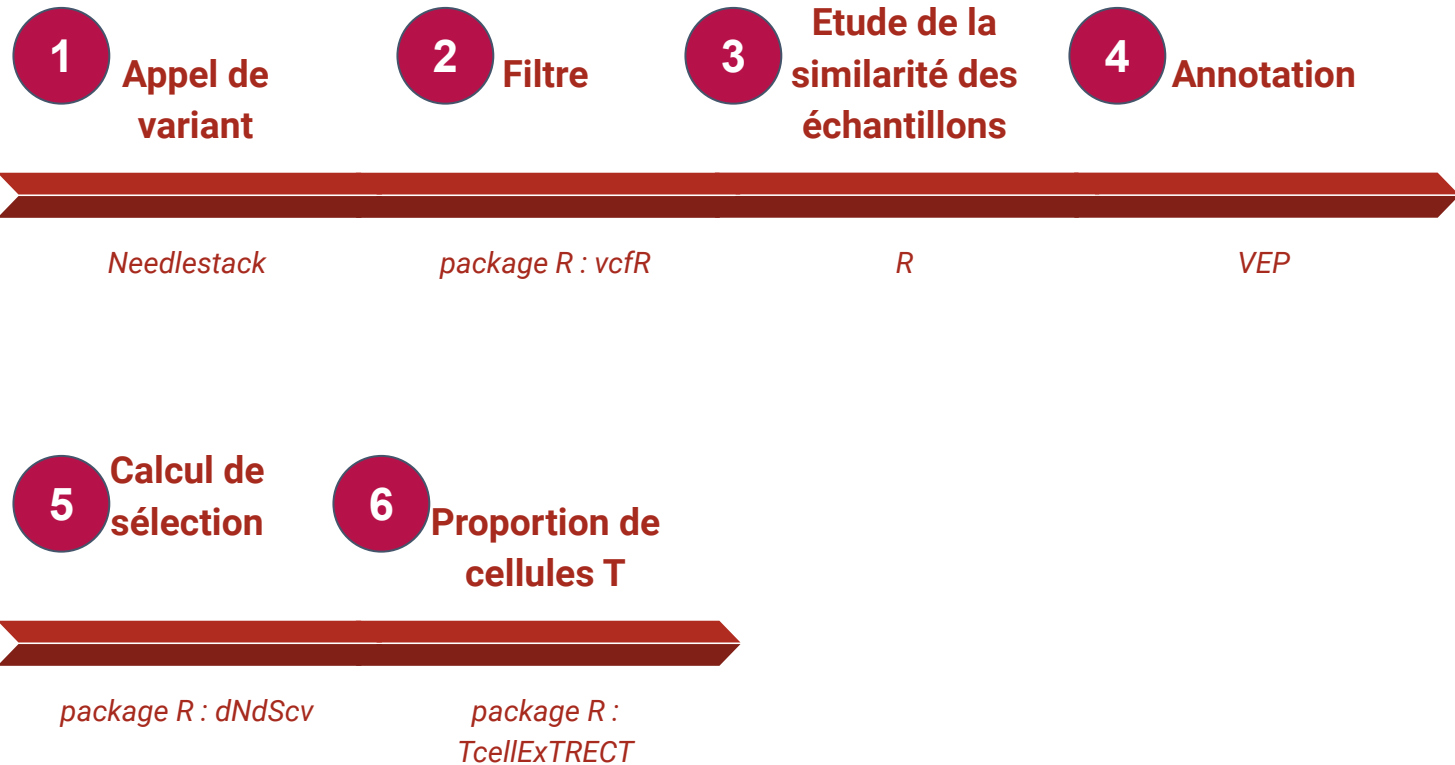 1
Appel de
variant
2
Filtre
3
Etude de la
similarité des
échantillons
4
Annotation
Needlestack
package R : vcfR
R
VEP
5
Calcul de
sélection
6
Proportion de
cellules T
package R : dNdScv
package R :
TcellExTRECT